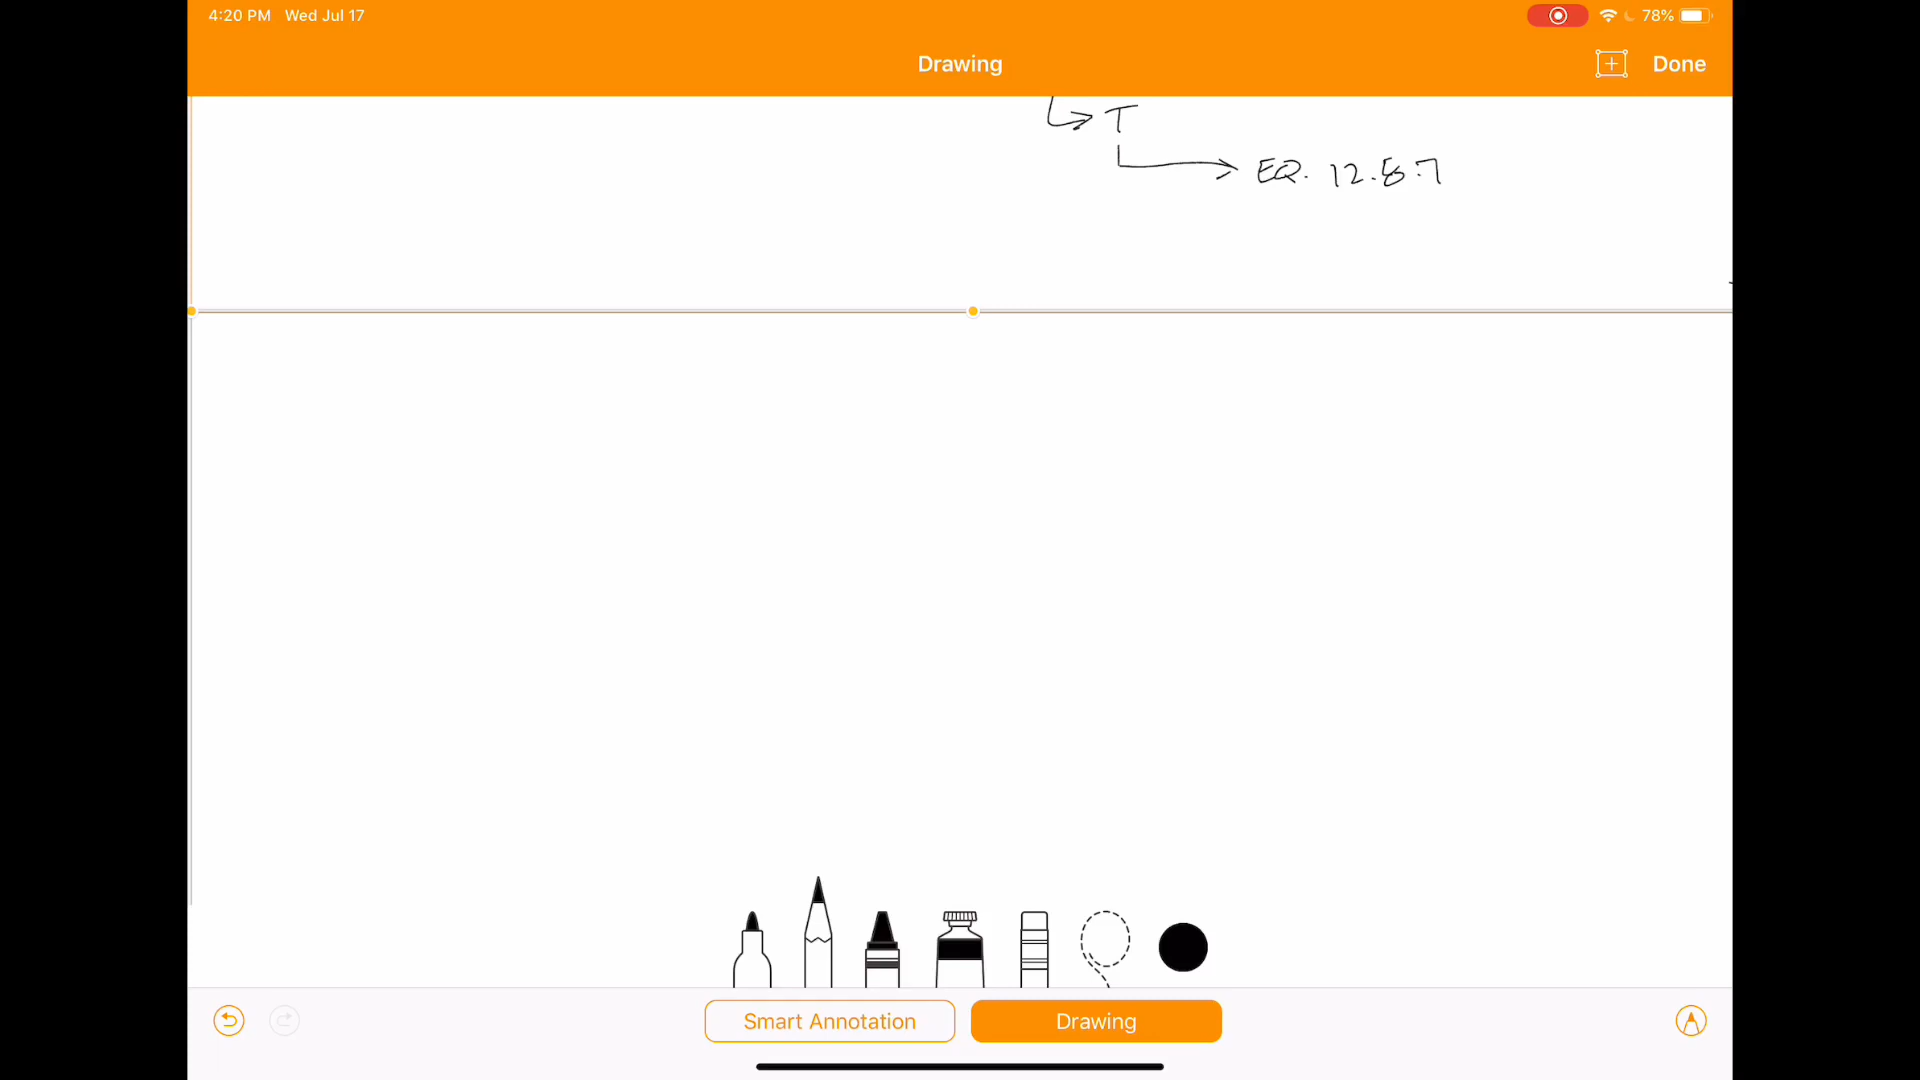 4:20 PM Wed Jul 17
78%
Drawing
Done
T
EQ. 12.8.7
Smart Annotation
Drawing